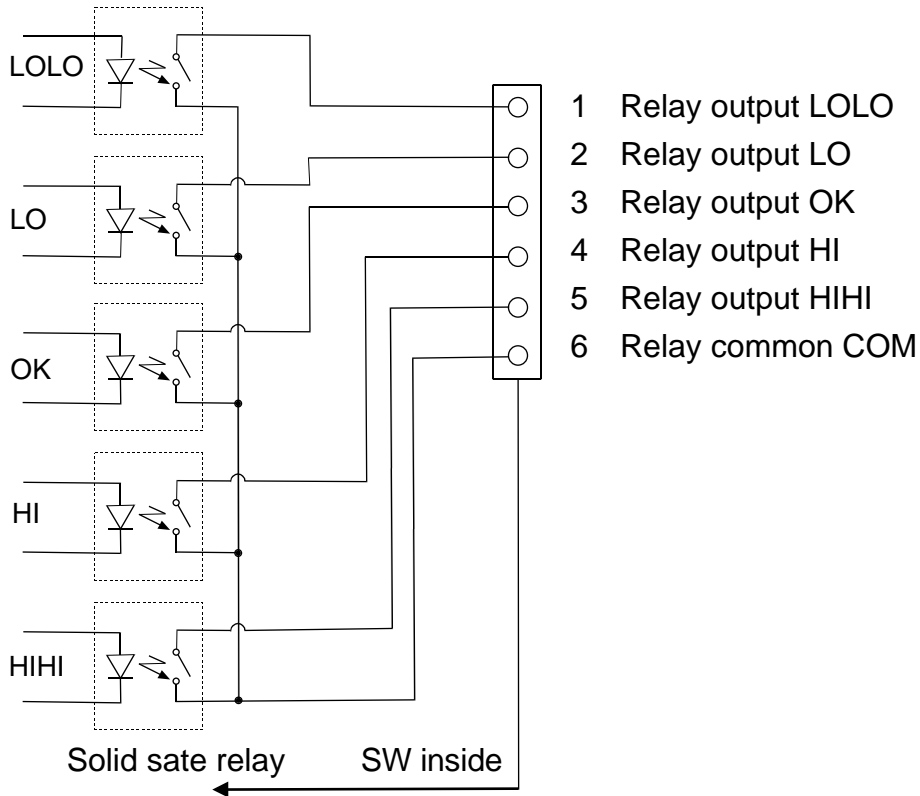 LOLO
LO
OK
HI
HIHI
1 Relay output LOLO
2 Relay output LO
3 Relay output OK
4 Relay output HI
5 Relay output HIHI
6 Relay common COM
Solid sate relay
SW inside